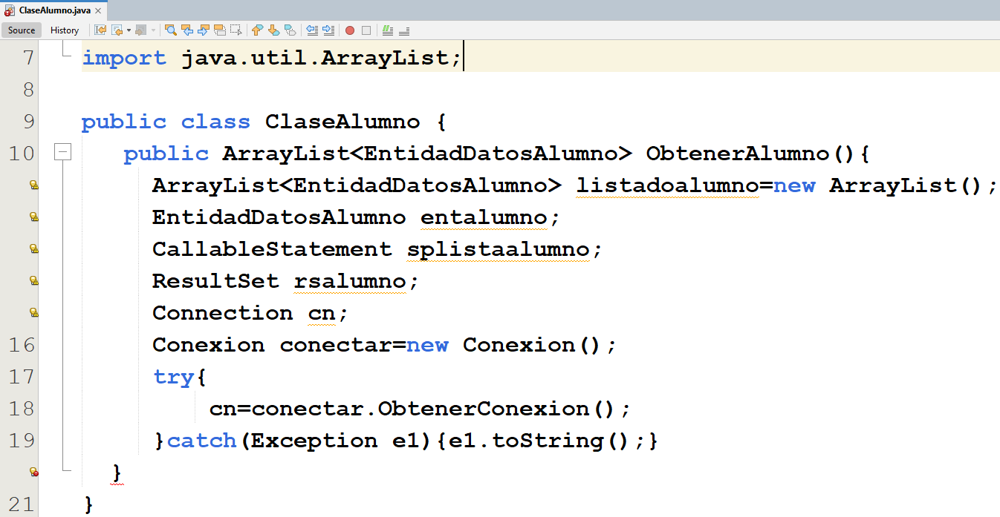 ClaseAlumno.java
Source History
7 import java.util.ArrayList;
8
9 public class ClaseAlumno {
10 public ArrayList<EntidadDatosAlumno> ObtenerAlumno(){
ArrayList<EntidadDatosAlumno> listadoalumno=new ArrayList();
EntidadDatosAlumno entalumno;
CallableStatement splistaalumno;
ResultSet rsalumno;
Connection cn;
16 Conexion conectar=new Conexion();
17 try{
18 cn=conectar.ObtenerConexion();
19 }catch(Exception e1){e1.toString();}
}
21 }